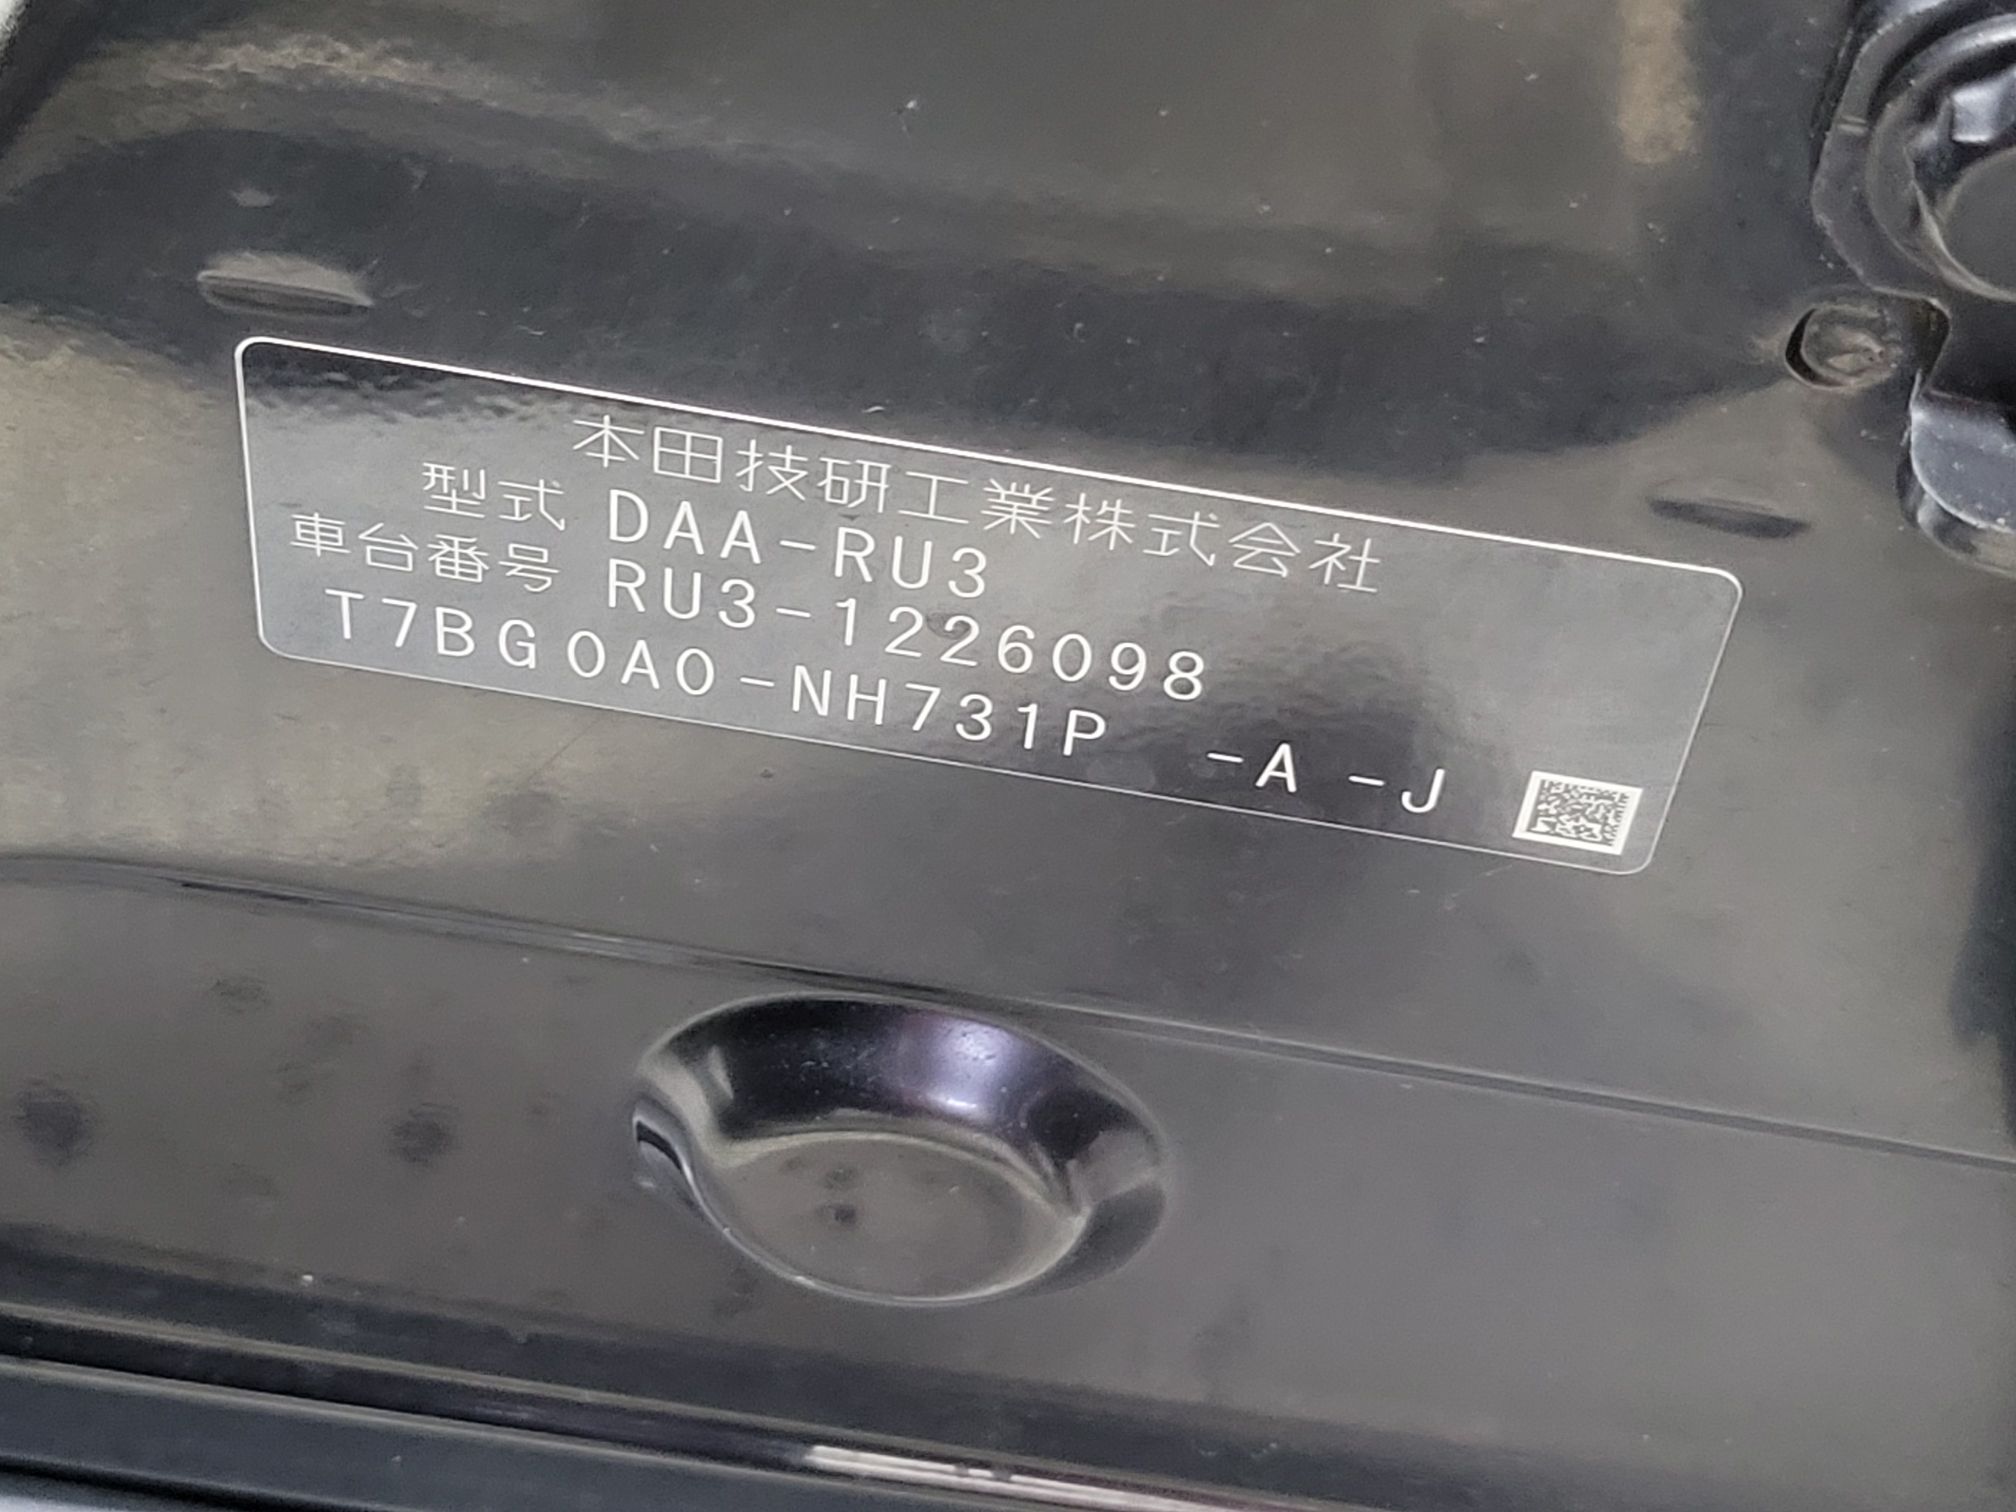 本田技研工業株式会社
型式 DAA-RU3
車台番号 RU3-1226098
T7BG0A0-NH731P -A -J